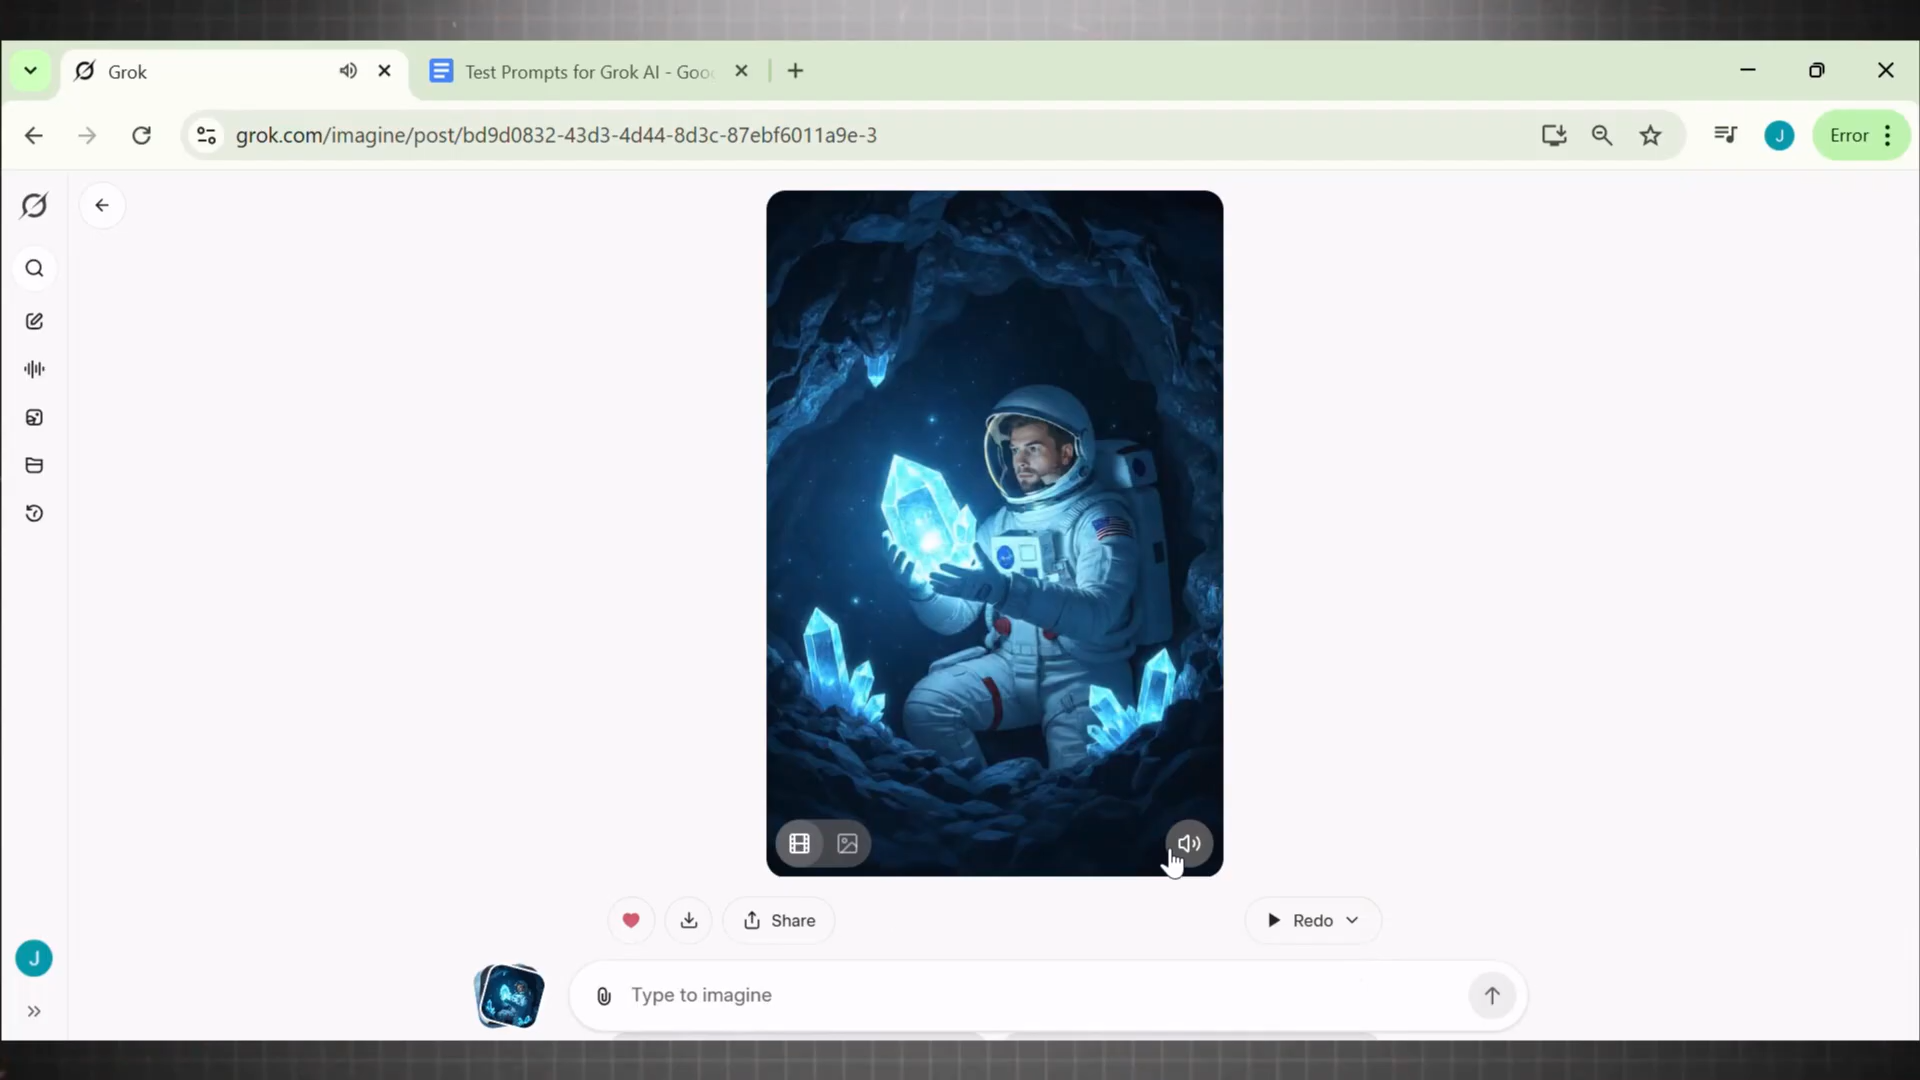 Grok
Test Prompts for Grok AI - Goo
grok.com/imagine/post/bd9d0832-43d3-4d44-8d3c-87ebf6011a9e-3
J
Error
Share
Redo
J
Type to imagine